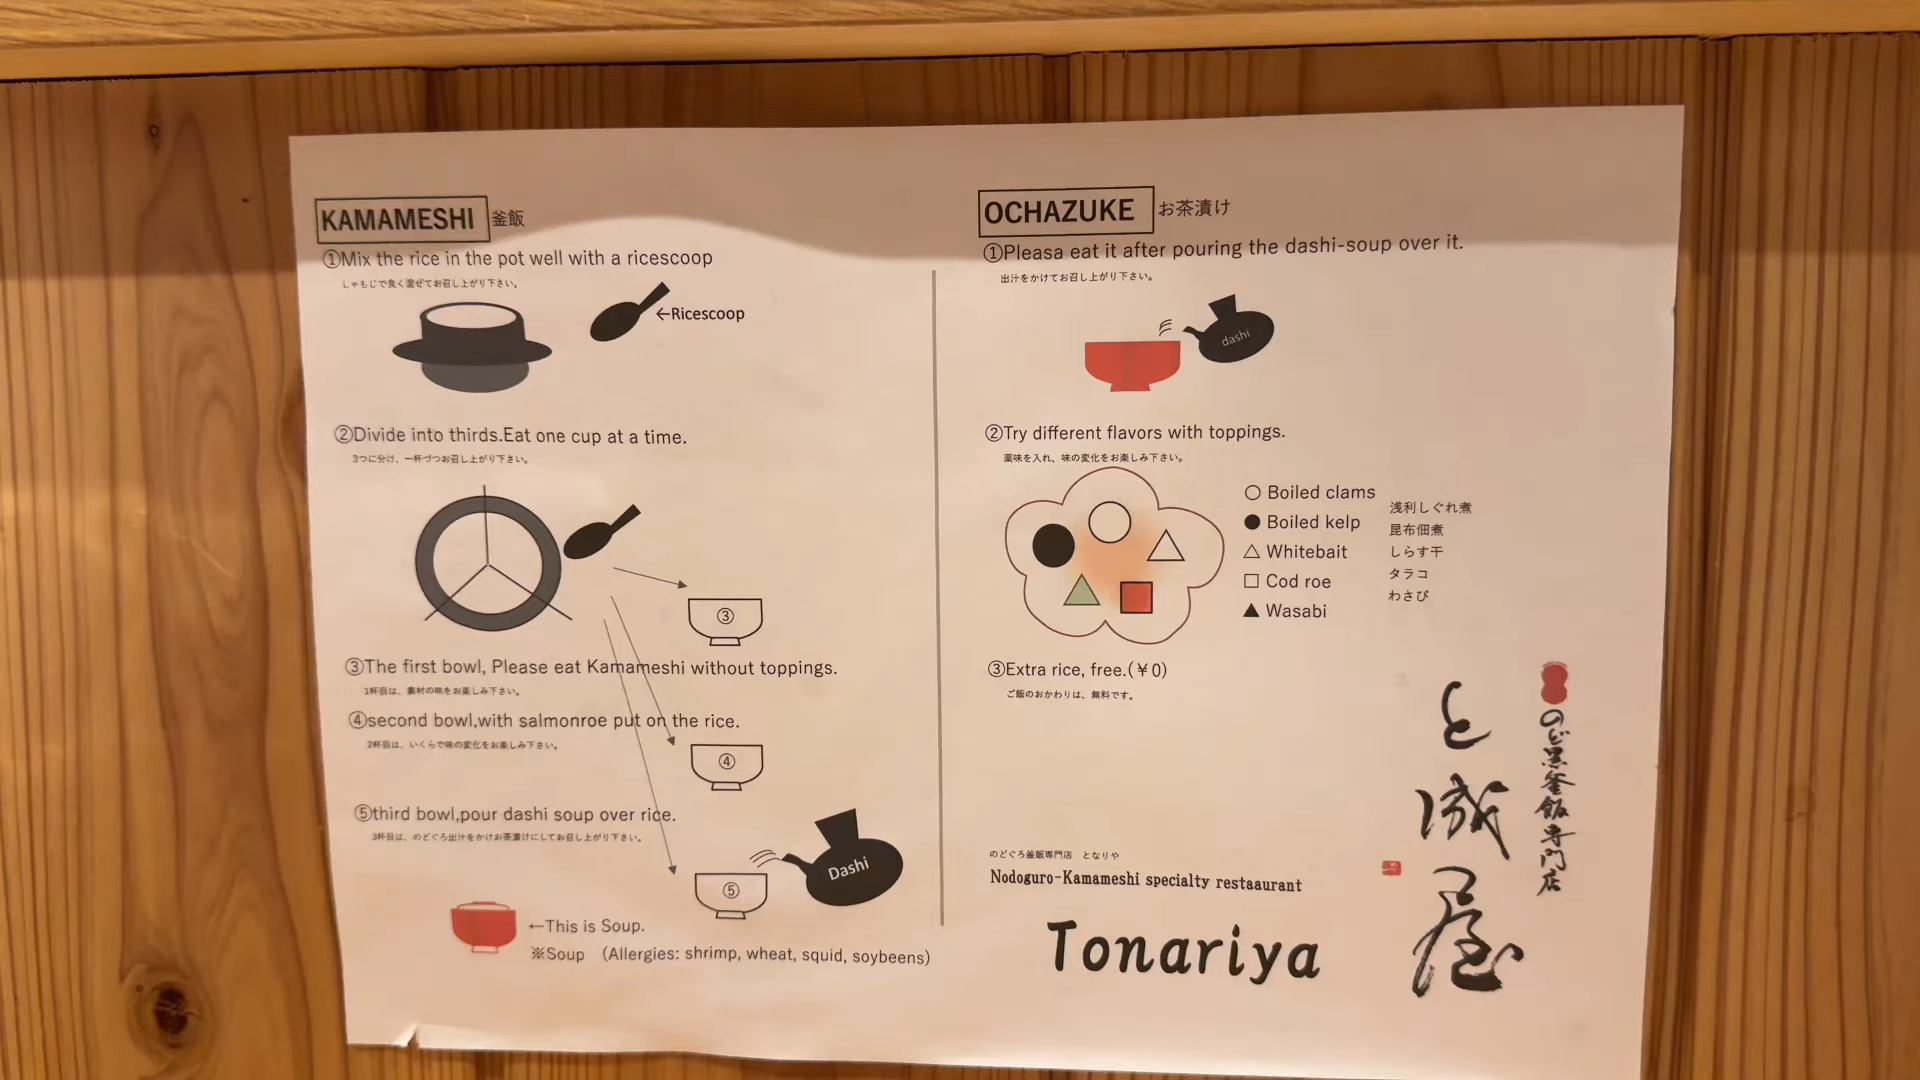 KAMAMESHI 釜飯
①Mix the rice in the pot well with a ricescoop
しゃもじで良く混ぜてお召し上がり下さい。
←Ricescoop
②Divide into thirds.Eat one cup at a time.
3つに分け、一杯づつお召し上がり下さい。
③
③The first bowl, Please eat Kamameshi without toppings.
1杯目は、素材の味をお楽しみ下さい。
④second bowl,with salmonroe put on the rice.
2杯目は、いくらで味の変化をお楽しみ下さい。
④
⑤third bowl,pour dashi soup over rice.
3杯目は、のどぐろ出汁をかけお茶漬けにしてお召し上がり下さい。
Dashi
⑤
←This is Soup.
※Soup (Allergies: shrimp, wheat, squid, soybeens)
OCHAZUKE お茶漬け
①Pleasa eat it after pouring the dashi-soup over it.
出汁をかけてお召し上がり下さい。
dashi
②Try different flavors with toppings.
薬味を入れ、味の変化をお楽しみ下さい。
○ Boiled clams 浅利しぐれ煮
● Boiled kelp 昆布佃煮
△ Whitebait しらす干
□ Cod roe タラコ
▲ Wasabi わさび
③Extra rice, free.(￥0)
ご飯のおかわりは、無料です。
のどぐろ釜飯専門店 となりや
Nodoguro-Kamameshi specialty restaaurant
Tonariya
のど黒釜飯専門店